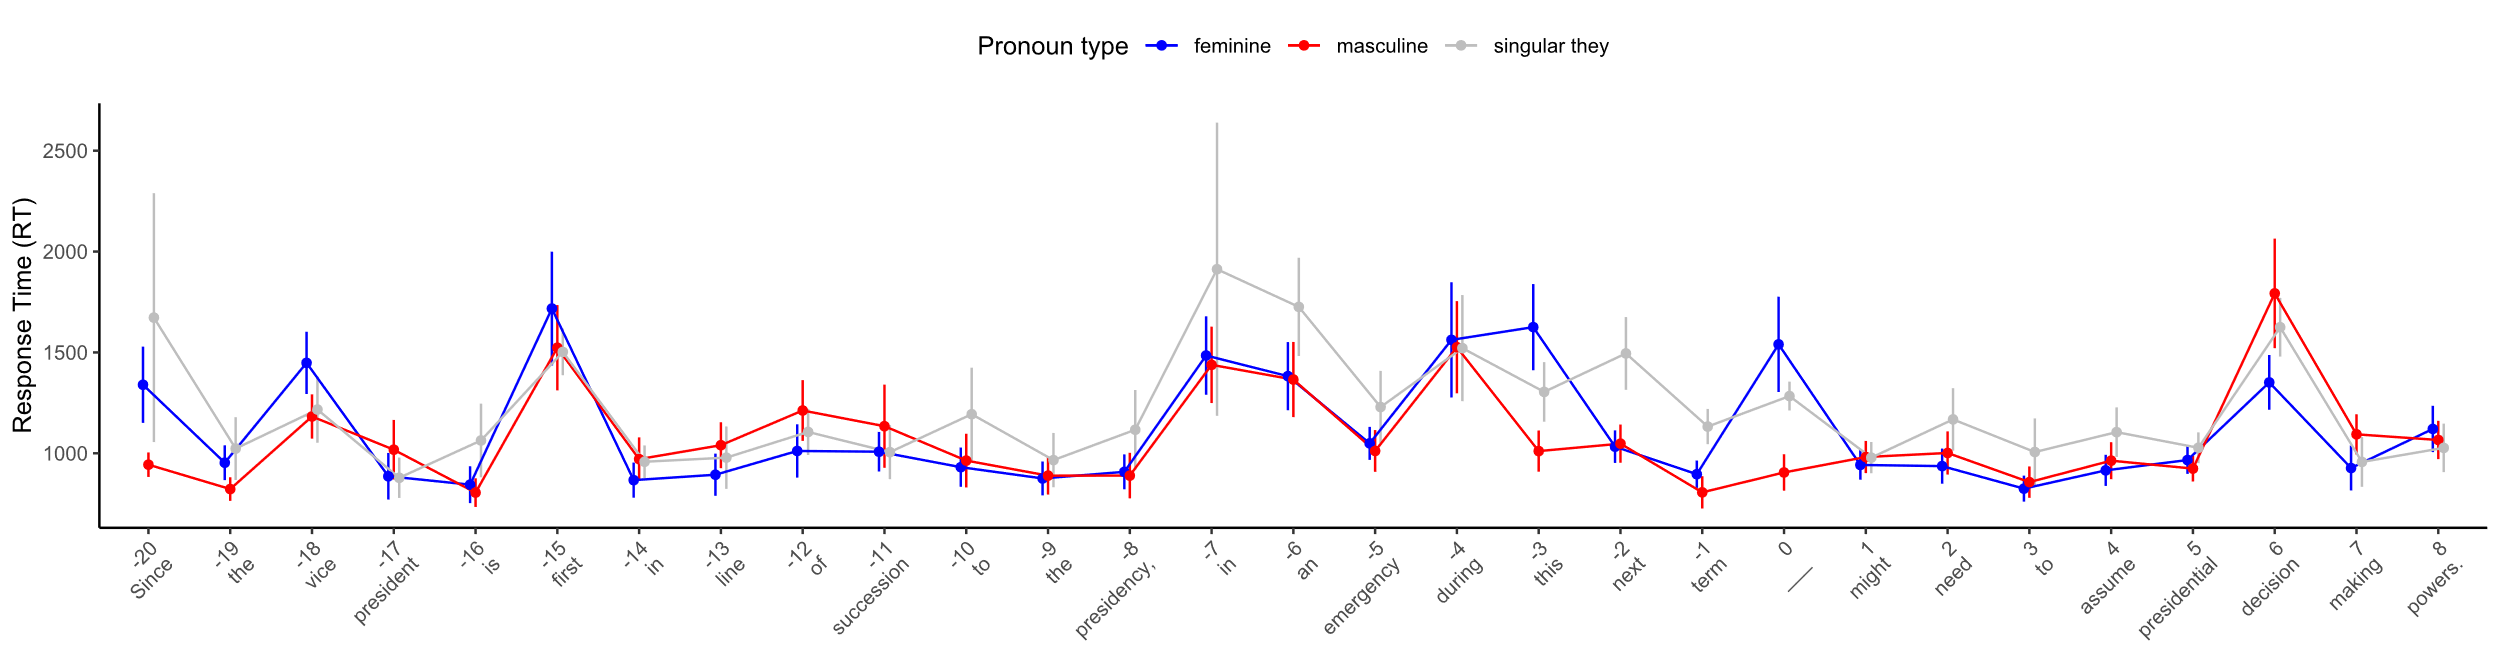 Pronoun type feminine masculine singular they
Response Time (RT)
2500
2000
1500
1000
-20
Since
-19
the
-18
vice
-17
president
-16
is
-15
first
-14
in
-13
line
-12
of
-11
succession
-10
to
-9
the
-8
presidency,
-7
in
-6
an
-5
emergency
-4
during
-3
this
-2
next
-1
term
0
___
1
might
2
need
3
to
4
assume
5
presidential
6
decision
7
making
8
powers.